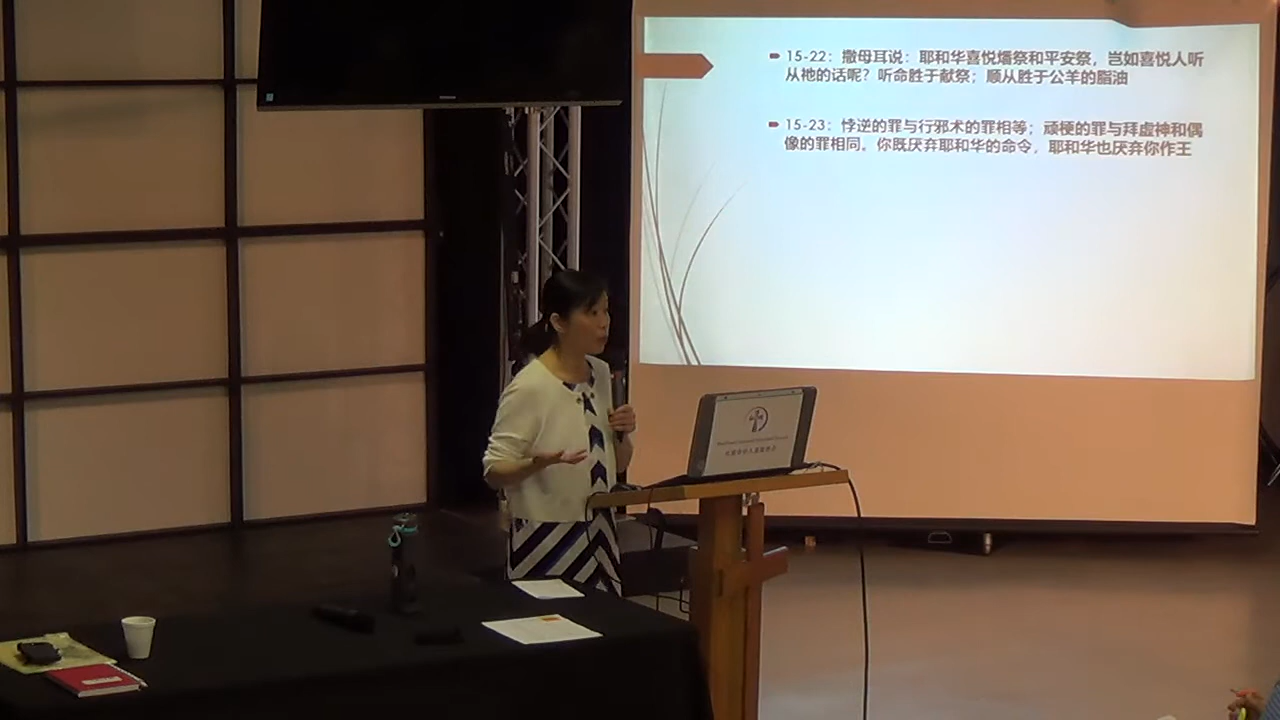 15-22：撒母耳说：耶和华喜悦燔祭和平安祭，岂如喜悦人听
从祂的话呢？听命胜于献祭；顺从胜于公羊的脂油
15-23：悖逆的罪与行邪术的罪相等；顽梗的罪与拜虚神和偶
像的罪相同。你既厌弃耶和华的命令，耶和华也厌弃你作王